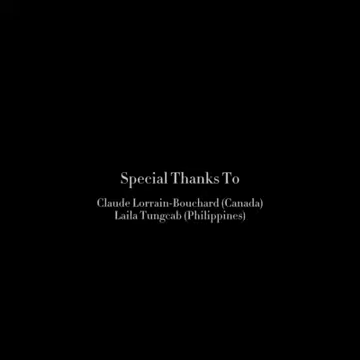 Special Thanks To
Claude Lorrain-Bouchard (Canada)
Laila Tungcab (Philippines)